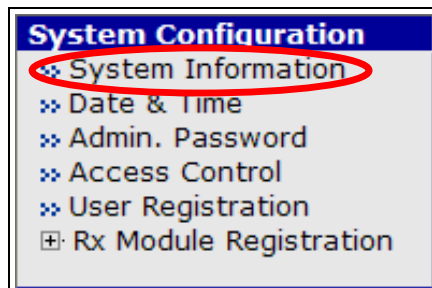 System Configuration
System Information
Date & Time
Admin. Password
Access Control
User Registration
Rx Module Registration